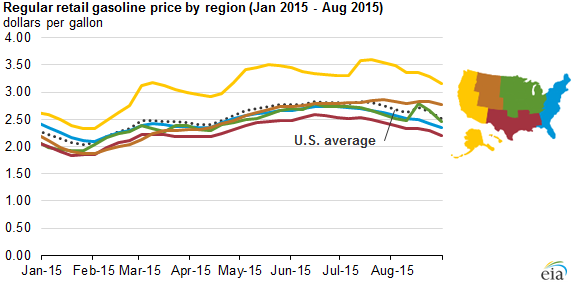 Regular retail gasoline price by region (Jan 2015 - Aug 2015)
dollars per gallon
4.00
3.50
3.00
2.50
2.00
1.50
1.00
0.50
0.00
U.S. average
Jan-15 Feb-15 Mar-15 Apr-15 May-15 Jun-15 Jul-15 Aug-15
eia